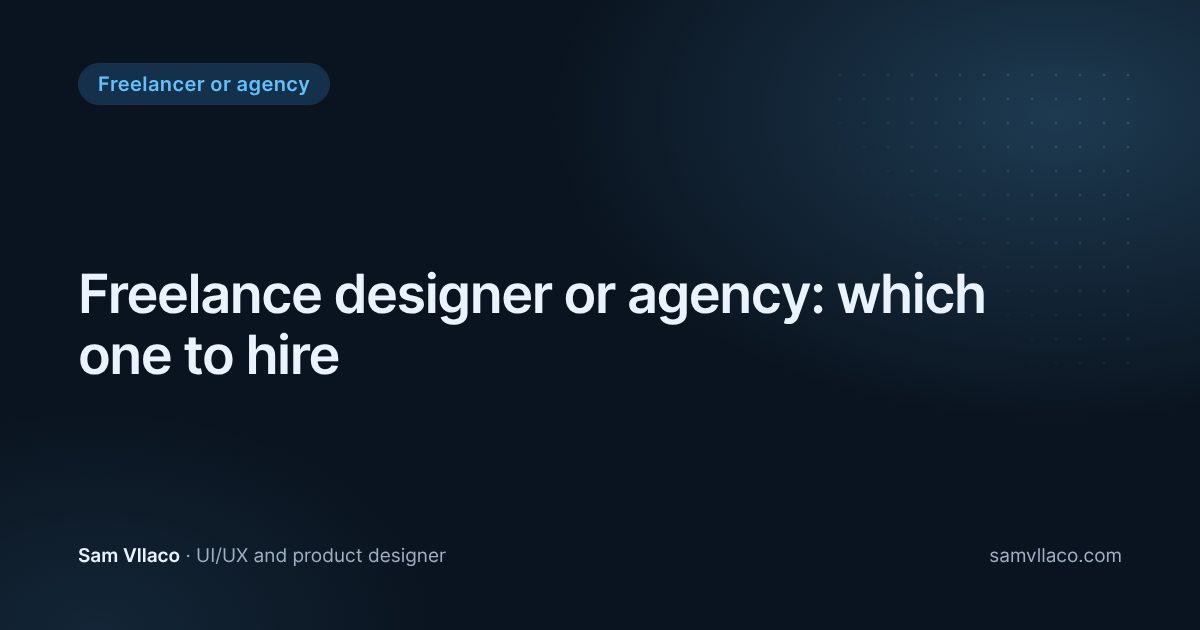 Freelancer or agency
Freelance designer or agency: which
one to hire
Sam Vllaco · UI/UX and product designer
samvllaco.com